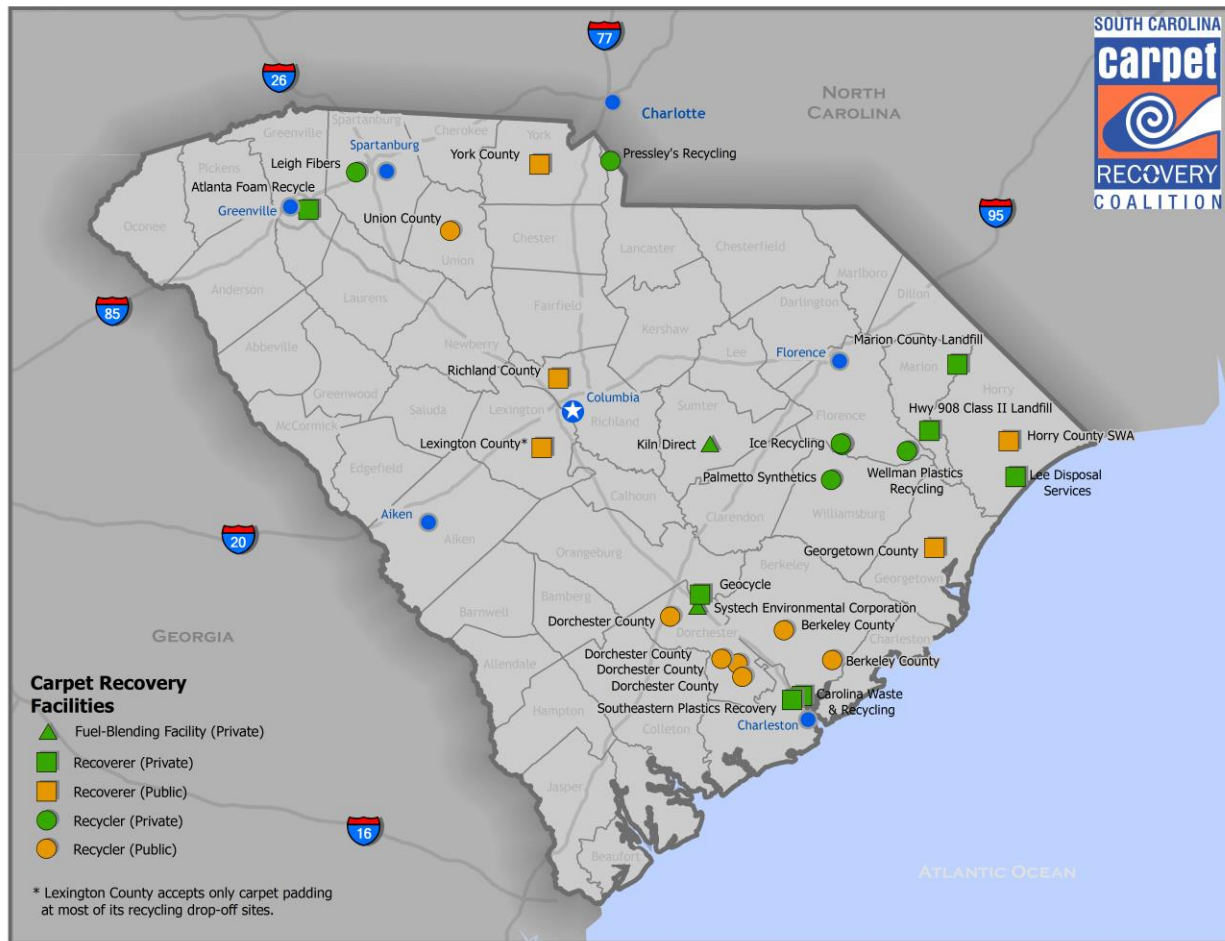 SOUTH CAROLINA
carpet
RECOVERY
COALITION
77
26
NORTH
CAROLINA
Charlotte
95
85
20
16
GEORGIA
ATLANTIC OCEAN
Greenville
Spartanburg
Cherokee
York
Pickens
Oconee
Spartanburg
York County
Pressley's Recycling
Leigh Fibers
Atlanta Foam Recycle
Greenville
Union County
Union
Chester
Lancaster
Chesterfield
Marlboro
Anderson
Laurens
Fairfield
Darlington
Dillon
Kershaw
Abbeville
Newberry
Lee
Florence
Marion County Landfill
Marion
Horry
Greenwood
Richland County
Columbia
Saluda
Lexington
Richland
Sumter
Florence
Hwy 908 Class II Landfill
McCormick
Lexington County*
Kiln Direct
Ice Recycling
Horry County SWA
Edgefield
Palmetto Synthetics
Wellman Plastics
Recycling
Lee Disposal
Services
Calhoun
Aiken
Aiken
Clarendon
Williamsburg
Orangeburg
Georgetown County
Berkeley
Georgetown
Geocycle
Bamberg
Barnwell
Systech Environmental Corporation
Dorchester County
Dorchester
Berkeley County
Charleston
Allendale
Dorchester County
Dorchester County
Dorchester County
Berkeley County
Hampton
Southeastern Plastics Recovery
Carolina Waste
& Recycling
Charleston
Colleton
Jasper
Beaufort
Carpet Recovery
Facilities
Fuel-Blending Facility (Private)
Recoverer (Private)
Recoverer (Public)
Recycler (Private)
Recycler (Public)
* Lexington County accepts only carpet padding
at most of its recycling drop-off sites.